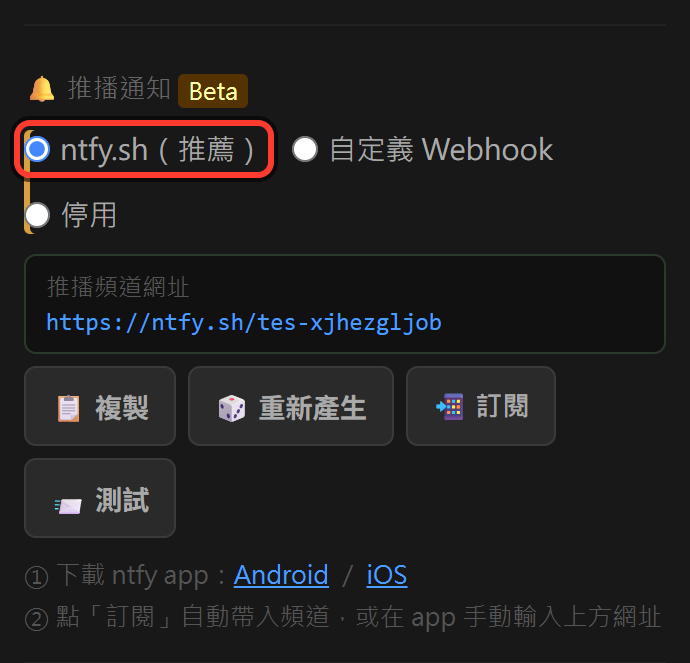 推播通知 Beta
ntfy.sh（推薦） 自定義 Webhook
停用
推播頻道網址
https://ntfy.sh/tes-xjhezgljob
複製 重新產生 訂閱
測試
① 下載 ntfy app：Android / iOS
② 點「訂閱」自動帶入頻道，或在 app 手動輸入上方網址